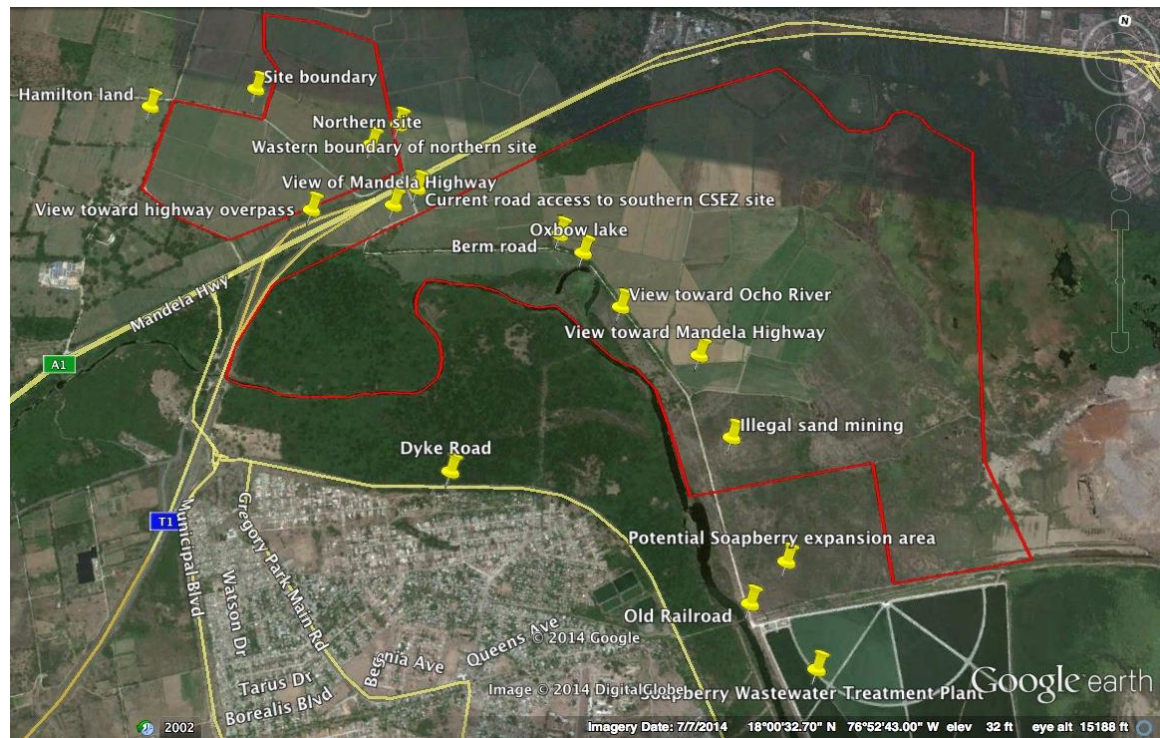 N
Site boundary
Hamilton land
Northern site
Wastern boundary of northern site
View of Mandela Highway
Current road access to southern CSEZ site
View toward highway overpass
Oxbow lake
Berm road
Mandela Hwy
View toward Ocho River
View toward Mandela Highway
A1
Illegal sand mining
Dyke Road
T1
Municipal Blvd
Gregory Park Main Rd
Watson Dr
Potential Soapberry expansion area
Old Railroad
© 2014 Google
Queens Ave
Begonia Ave
Tarus Dr
Borealis Blvd
Image © 2014 DigitalGlobe
Soapberry Wastewater Treatment Plant
Google earth
2002
Imagery Date: 7/7/2014 18°00'32.70" N 76°52'43.00" W elev 32 ft eye alt 15188 ft